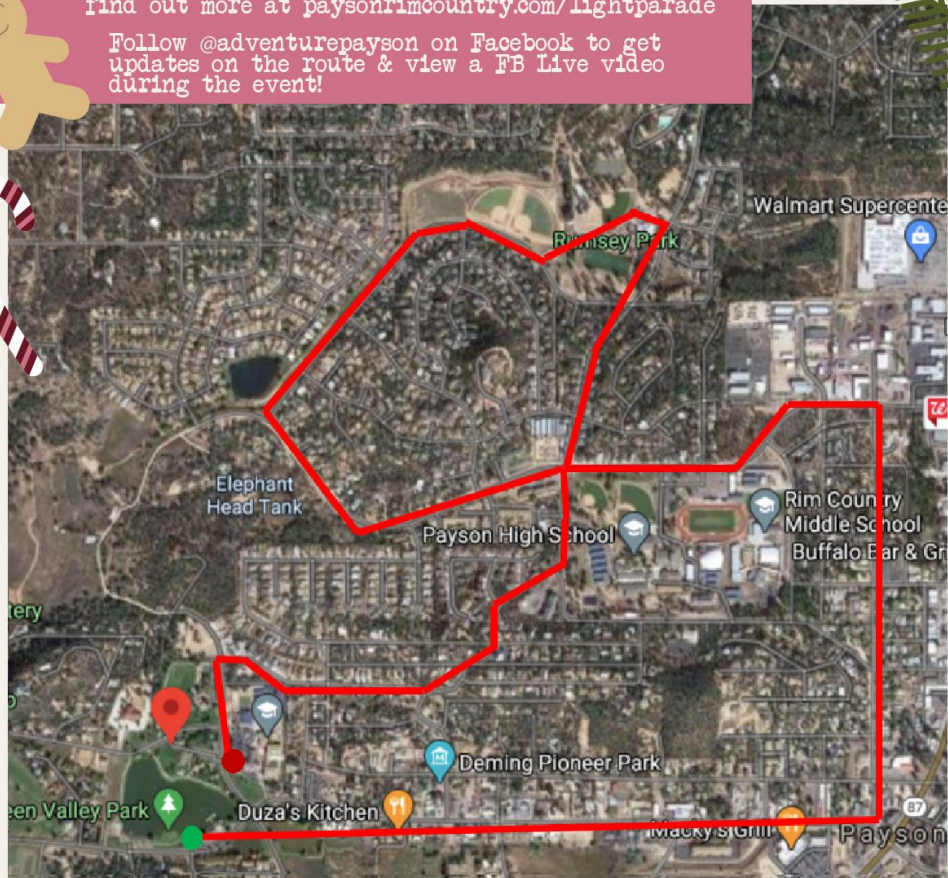 find out more at paysonrimcountry.com/lightparade
Follow @adventurepayson on Facebook to get
updates on the route & view a FB Live video
during the event!
Walmart Supercente
Rumsey Park
Elephant
Head Tank
Rim Country
Middle School
Payson High School
Buffalo Bar & Gr
tery
Deming Pioneer Park
een Valley Park
Duza's Kitchen
Macky's Grill
87
Payson